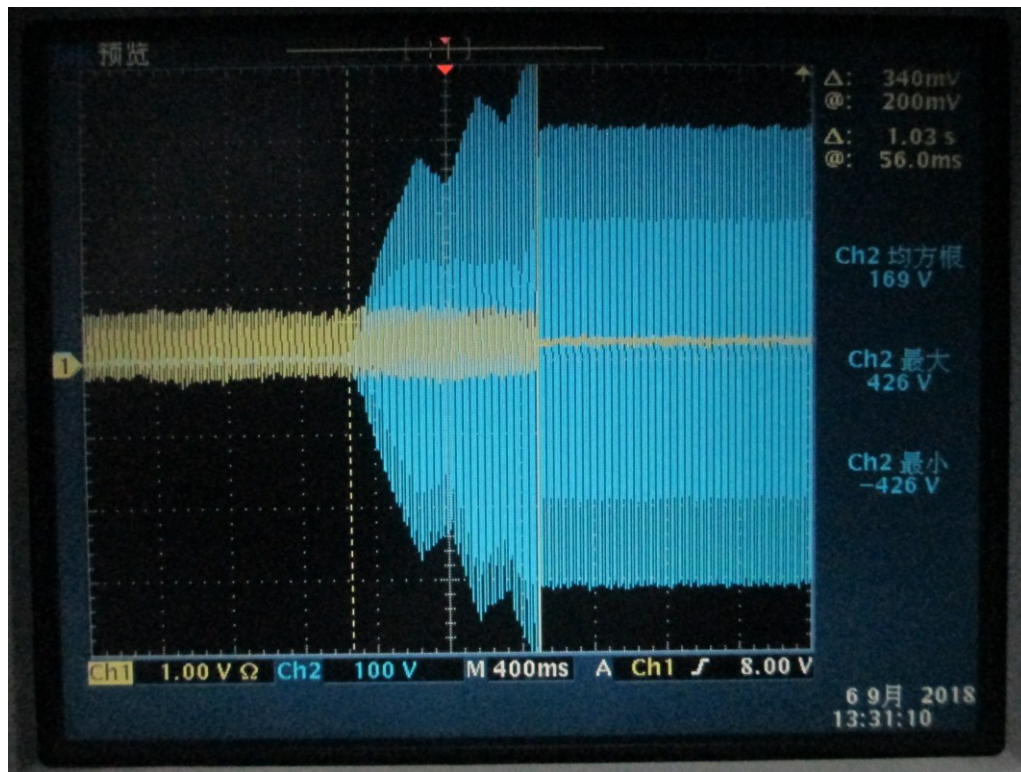 预览
Δ: 340mV
@: 200mV
Δ: 1.03 s
@: 56.0ms
Ch2 均方根
169 V
Ch2 最大
426 V
Ch2 最小
−426 V
1
Ch1 1.00 V Ω Ch2 100 V M 400ms A Ch1 8.00 V
6 9月 2018
13:31:10